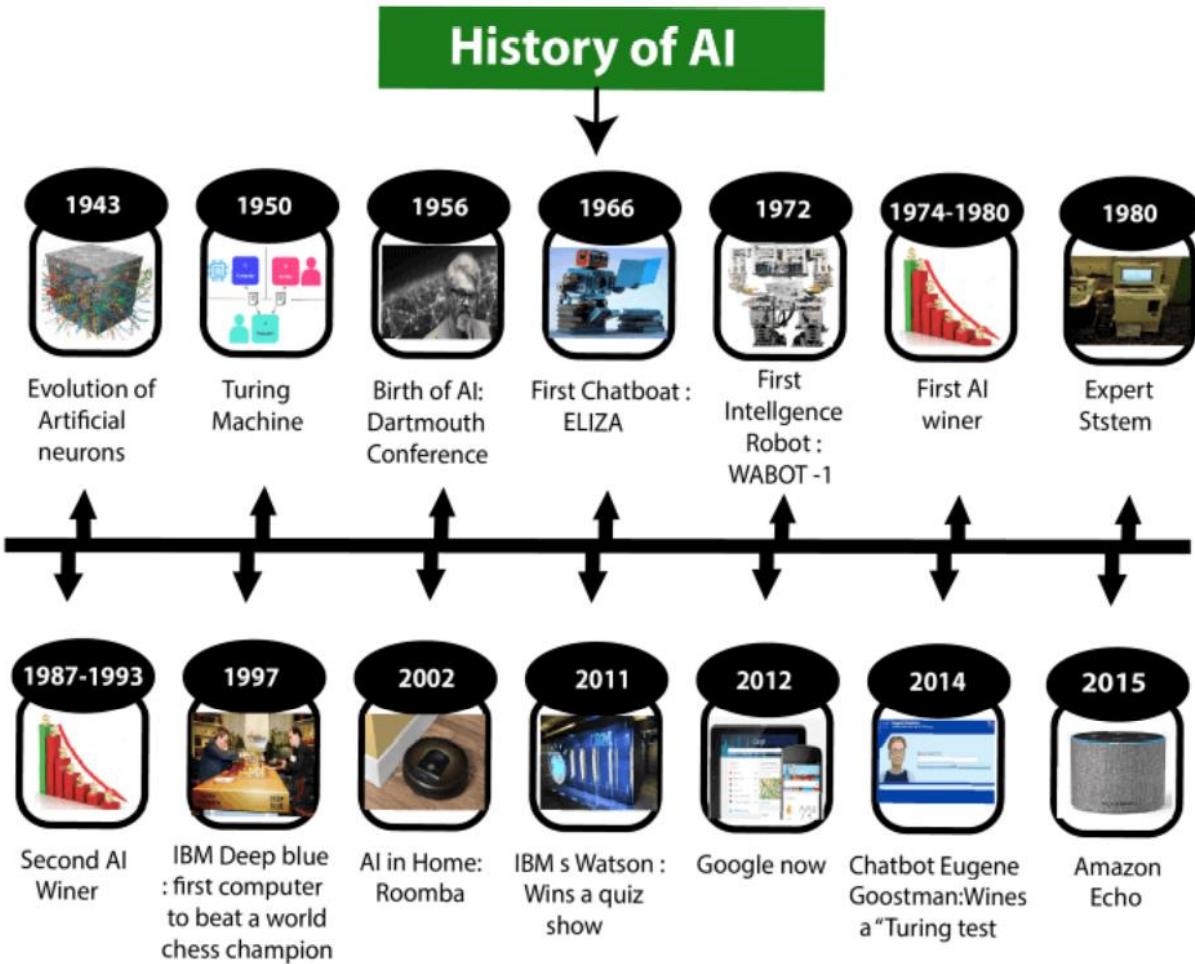 History of AI
1943
Evolution of
Artificial
neurons
1950
Turing
Machine
1956
Birth of AI:
Dartmouth
Conference
1966
First Chatboat :
ELIZA
1972
First
Intellgence
Robot :
WABOT -1
1974-1980
First AI
winer
1980
Expert
Ststem
1987-1993
Second AI
Winer
1997
IBM Deep blue
: first computer
to beat a world
chess champion
2002
AI in Home:
Roomba
2011
IBM s Watson :
Wins a quiz
show
2012
Google now
2014
Chatbot Eugene
Goostman:Wines
a “Turing test
2015
Amazon
Echo